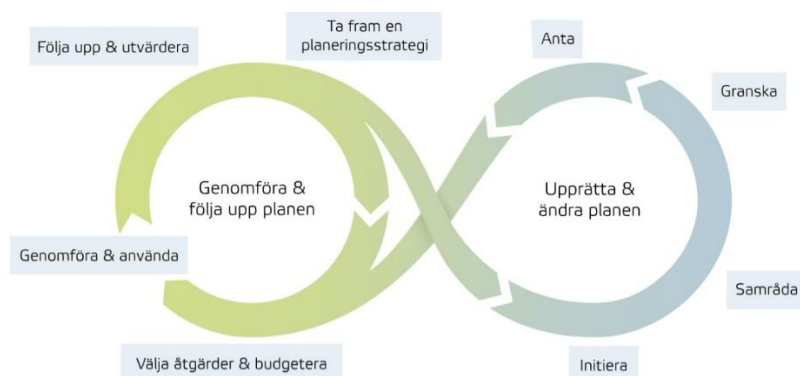 Ta fram en
planeringsstrategi
Följa upp & utvärdera
Anta
Granska
Genomföra &
följa upp planen
Upprätta &
ändra planen
Genomföra & använda
Samråda
Välja åtgärder & budgetera
Initiera